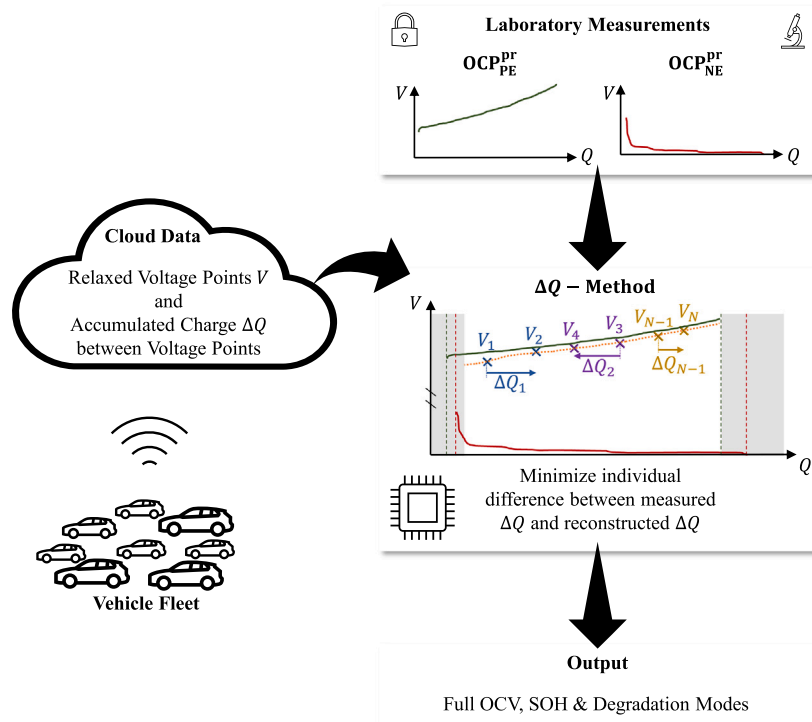 Laboratory Measurements
OCP^pr_PE
OCP^pr_NE
V
Q
V
Q
Cloud Data
Relaxed Voltage Points V
and
Accumulated Charge ΔQ
between Voltage Points
Vehicle Fleet
ΔQ − Method
V
V_1
V_2
V_4
V_3
V_{N−1}
V_N
ΔQ_1
ΔQ_2
ΔQ_{N−1}
Q
Minimize individual
difference between measured
ΔQ and reconstructed ΔQ
Output
Full OCV, SOH & Degradation Modes